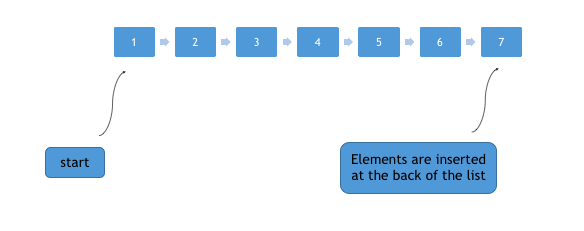 1 2 3 4 5 6 7
start
Elements are inserted
at the back of the list